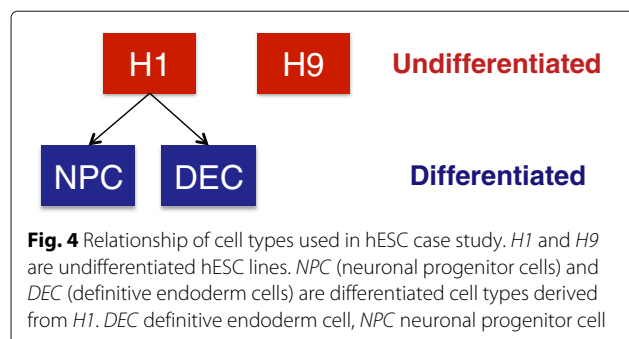 H1 H9 Undifferentiated
NPC DEC Differentiated
Fig. 4 Relationship of cell types used in hESC case study. H1 and H9
are undifferentiated hESC lines. NPC (neuronal progenitor cells) and
DEC (definitive endoderm cells) are differentiated cell types derived
from H1. DEC definitive endoderm cell, NPC neuronal progenitor cell